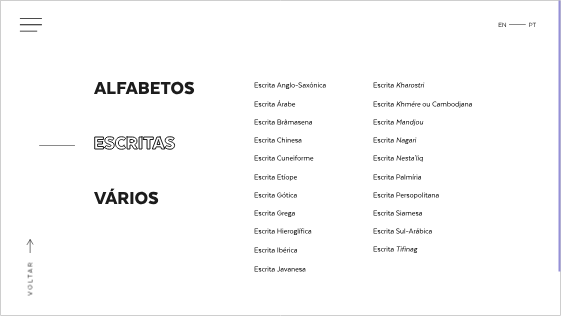 EN PT
ALFABETOS
ESCRITAS
VÁRIOS
Escrita Anglo-Saxónica
Escrita Árabe
Escrita Brâmasena
Escrita Chinesa
Escrita Cuneiforme
Escrita Etíope
Escrita Gótica
Escrita Grega
Escrita Hieroglífica
Escrita Ibérica
Escrita Javanesa
Escrita Kharostri
Escrita Khmére ou Cambodjana
Escrita Mandjou
Escrita Nagari
Escrita Nesta'liq
Escrita Palmíria
Escrita Persopolitana
Escrita Siamesa
Escrita Sul-Arábica
Escrita Tifinag
VOLTAR